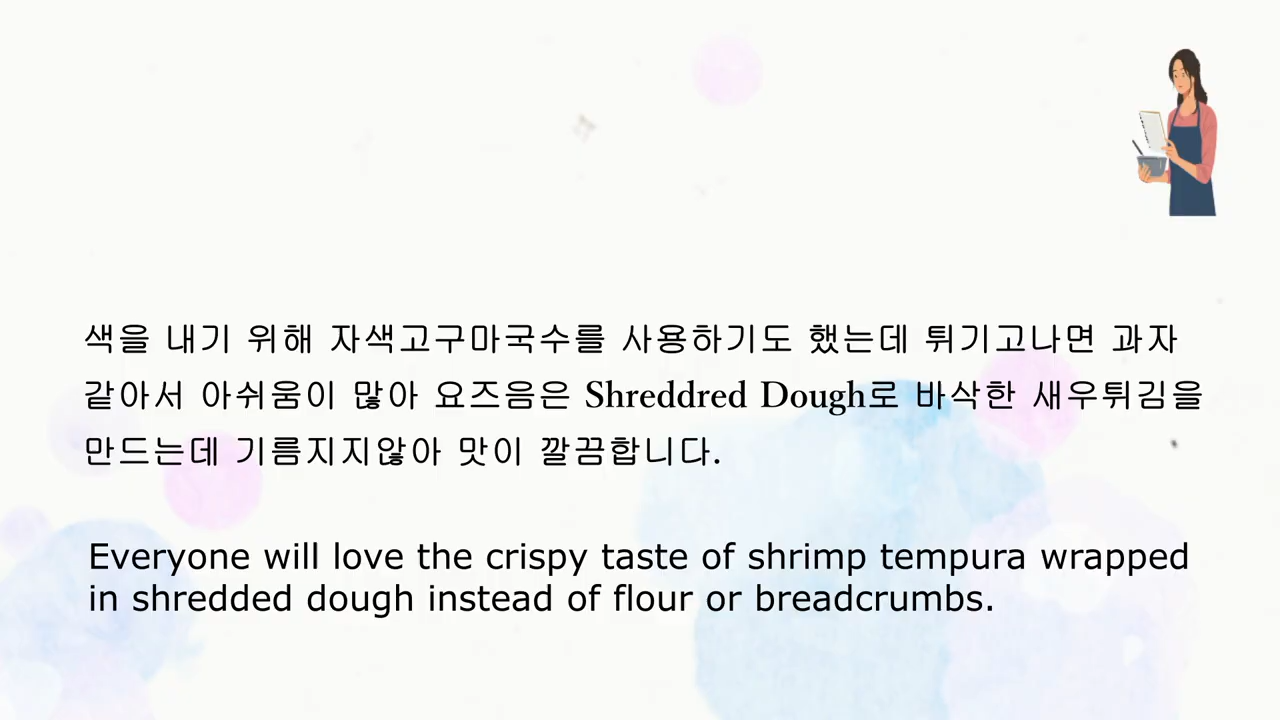 색을 내기 위해 자색고구마국수를 사용하기도 했는데 튀기고나면 과자
같아서 아쉬움이 많아 요즈음은 Shreddred Dough로 바삭한 새우튀김을
만드는데 기름지지않아 맛이 깔끔합니다.
Everyone will love the crispy taste of shrimp tempura wrapped
in shredded dough instead of flour or breadcrumbs.